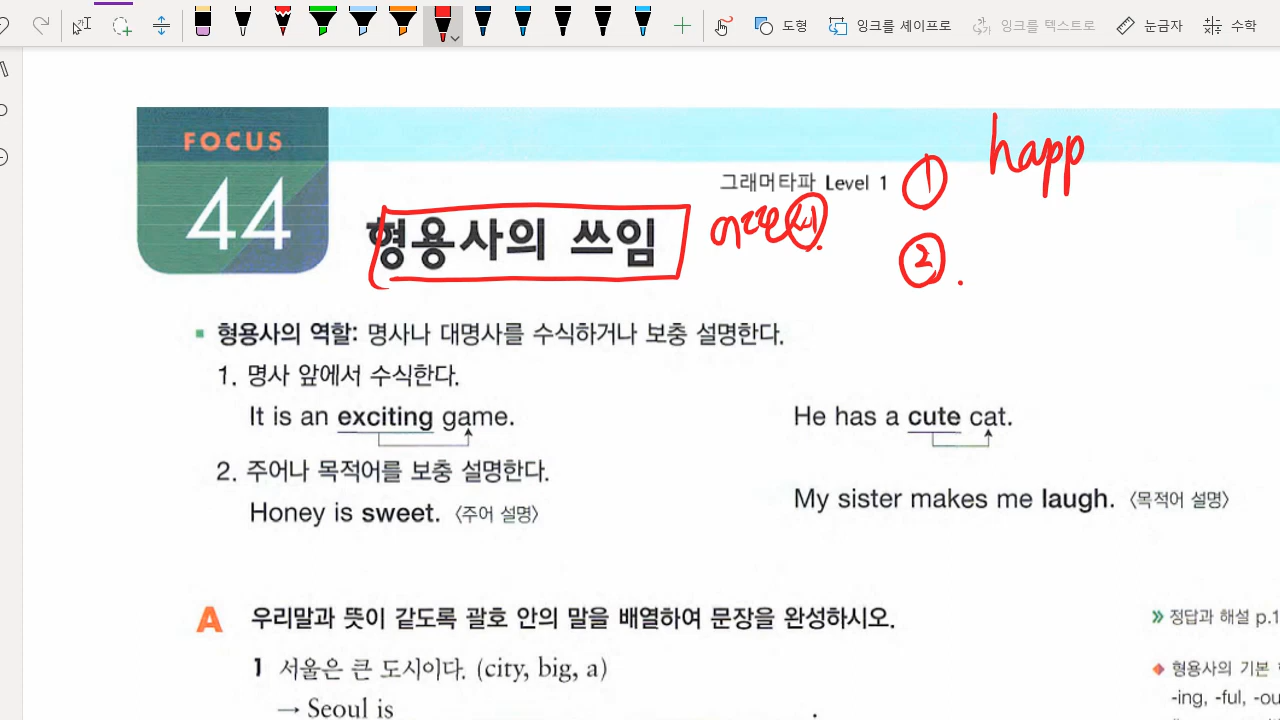 도형 잉크를 셰이프로 잉크를 텍스트로 눈금자 수학
FOCUS
44
그래머타파 Level 1
형용사의 쓰임
① happ
②
형용사의 역할: 명사나 대명사를 수식하거나 보충 설명한다.
1. 명사 앞에서 수식한다.
It is an exciting game.
He has a cute cat.
2. 주어나 목적어를 보충 설명한다.
Honey is sweet. 〈주어 설명〉
My sister makes me laugh. 〈목적어 설명〉
A 우리말과 뜻이 같도록 괄호 안의 말을 배열하여 문장을 완성하시오.
» 정답과 해설 p.1
1 서울은 큰 도시이다. (city, big, a)
→ Seoul is .
형용사의 기본
-ing, -ful, -ou